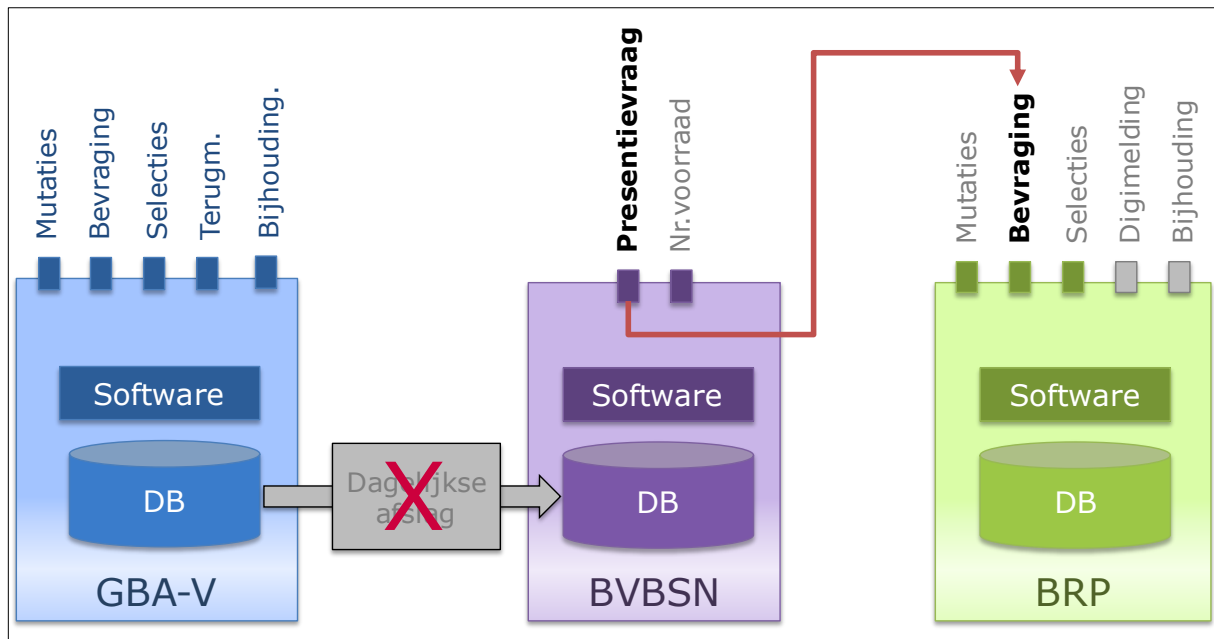 Mutaties
Bevraging
Selecties
Terugm.
Bijhouding.
Presentievraag
Nr.voorraad
Mutaties
Bevraging
Selecties
Digimelding
Bijhouding
Software
DB
GBA-V
Dagelijkse
afslag
X
Software
DB
BVBSN
Software
DB
BRP